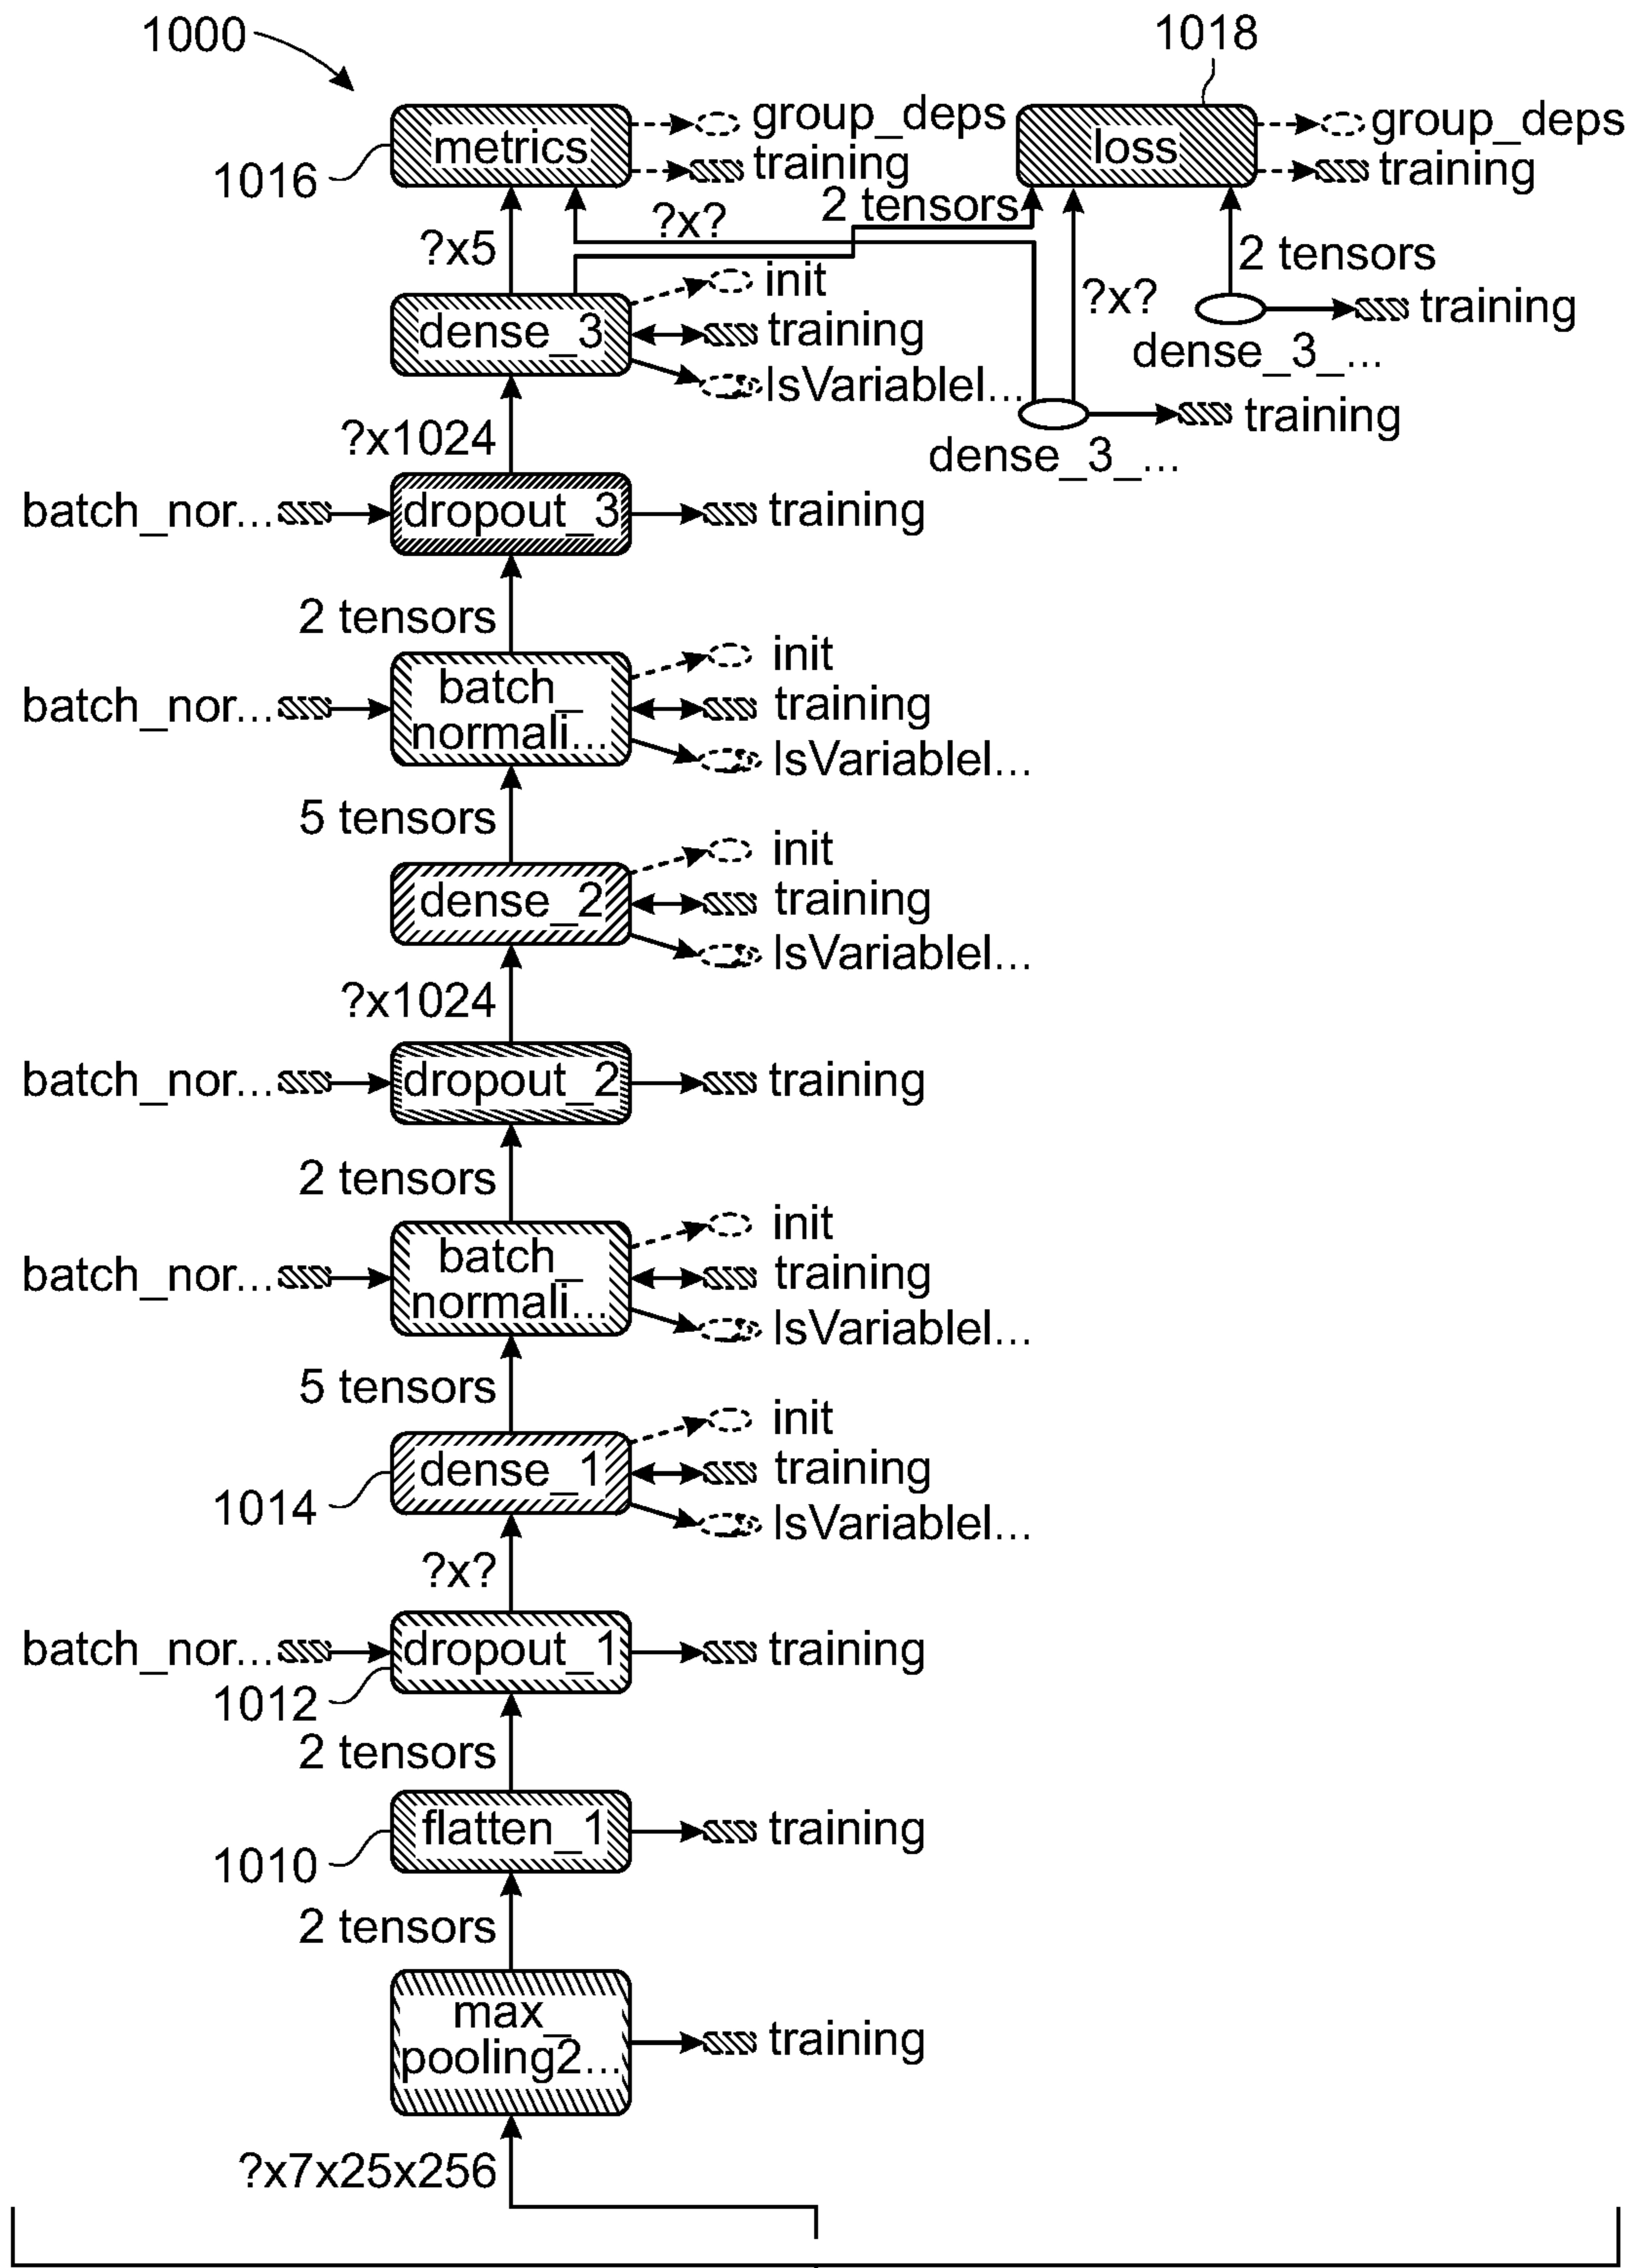 1000
1018
metrics
group_deps
training
1016
loss
group_deps
training
?x5
?x?
2 tensors
2 tensors
?x?
dense_3
init
training
IsVariableI...
training
dense_3_...
training
dense_3_...
?x1024
batch_nor...
dropout_3
training
2 tensors
batch_nor...
batch_
normali...
init
training
IsVariableI...
5 tensors
dense_2
init
training
IsVariableI...
?x1024
batch_nor...
dropout_2
training
2 tensors
batch_nor...
batch_
normali...
init
training
IsVariableI...
5 tensors
1014
dense_1
init
training
IsVariableI...
?x?
batch_nor...
dropout_1
training
1012
2 tensors
flatten_1
training
1010
2 tensors
max_
pooling2...
training
?x7x25x256